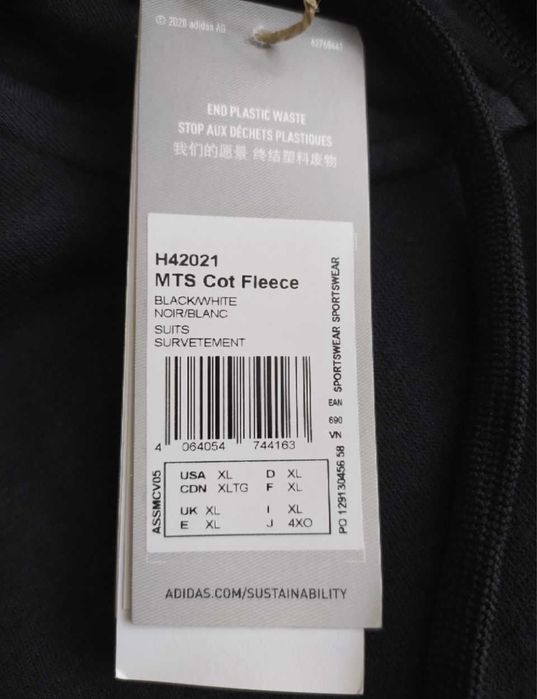 © 2020 adidas AG
62768441
END PLASTIC WASTE
STOP AUX DÉCHETS PLASTIQUES
我们的愿景 终结塑料废物
H42021
MTS Cot Fleece
BLACK/WHITE
NOIR/BLANC
SUITS
SURVETEMENT
SPORTSWEAR SPORTSWEAR
EAN
690
VN
4 064054 744163
ASSMCV05
USA XL D XL
CDN XLTG F XL
UK XL I XL
E XL J 4XO
PO 129130456 58
ADIDAS.COM/SUSTAINABILITY